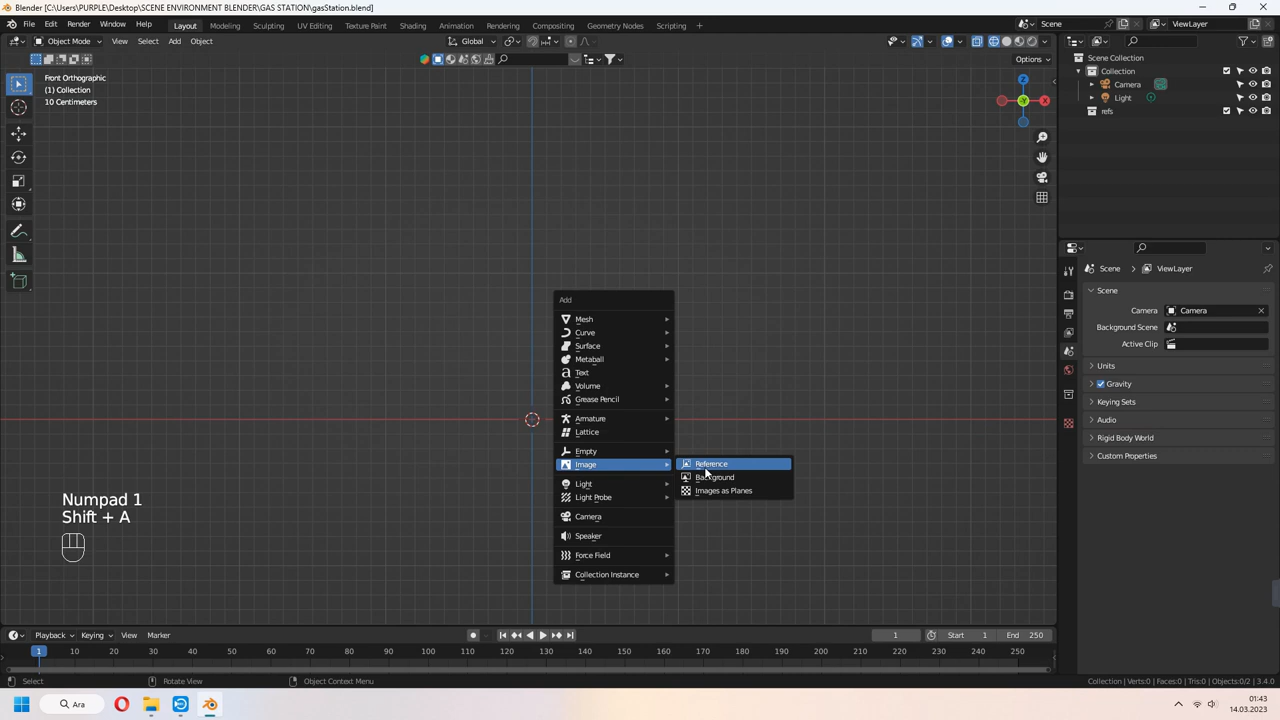 Blender [C:\Users\PURPLE\Desktop\SCENE ENVIRONMENT BLENDER\GAS STATION\gasStation.blend]
File Edit Render Window Help Layout Modeling Sculpting UV Editing Texture Paint Shading Animation Rendering Compositing Geometry Nodes Scripting + Scene ViewLayer
Object Mode View Select Add Object Global
Options
Front Orthographic
(1) Collection
10 Centimeters
Z
Y
X
Scene Collection
Collection
Camera
Light
refs
Scene ViewLayer
Scene
Camera Camera
Background Scene
Active Clip
Units
Gravity
Keying Sets
Audio
Rigid Body World
Custom Properties
Add
Mesh
Curve
Surface
Metaball
Text
Volume
Grease Pencil
Armature
Lattice
Empty
Image
Light
Light Probe
Camera
Speaker
Force Field
Collection Instance
Reference
Background
Images as Planes
Numpad 1
Shift + A
Playback Keying View Marker 1 Start 1 End 250
1 10 20 30 40 50 60 70 80 90 100 110 120 130 140 150 160 170 180 190 200 210 220 230 240 250
Select Rotate View Object Context Menu Collection | Verts:0 | Faces:0 | Tris:0 | Objects:0/2 | 3.4.0
Ara
01:43
14.03.2023